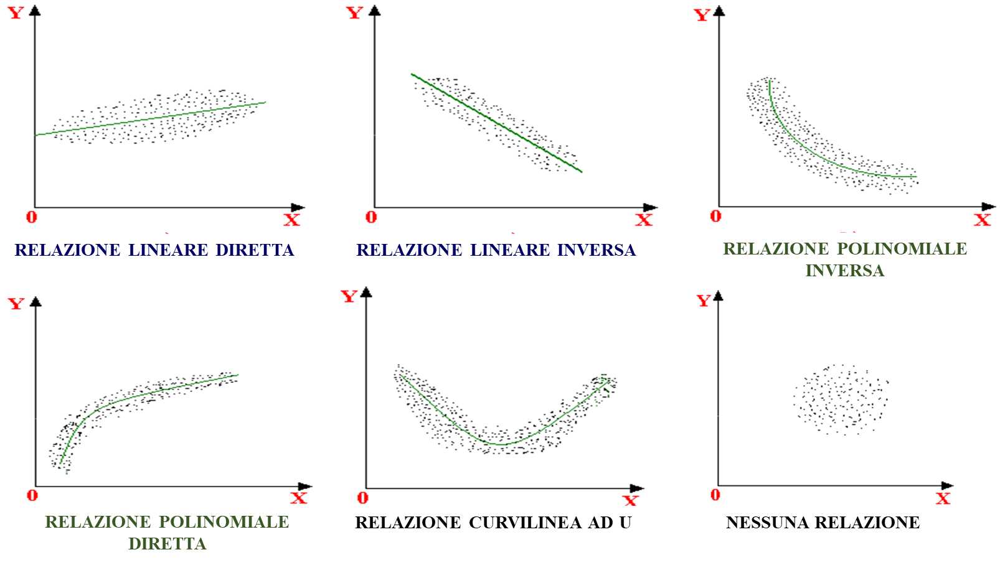 Y
Y
Y
0
X
0
X
0
X
RELAZIONE LINEARE DIRETTA
RELAZIONE LINEARE INVERSA
RELAZIONE POLINOMIALE
INVERSA
Y
Y
Y
0
X
0
X
0
X
RELAZIONE POLINOMIALE
DIRETTA
RELAZIONE CURVILINEA AD U
NESSUNA RELAZIONE